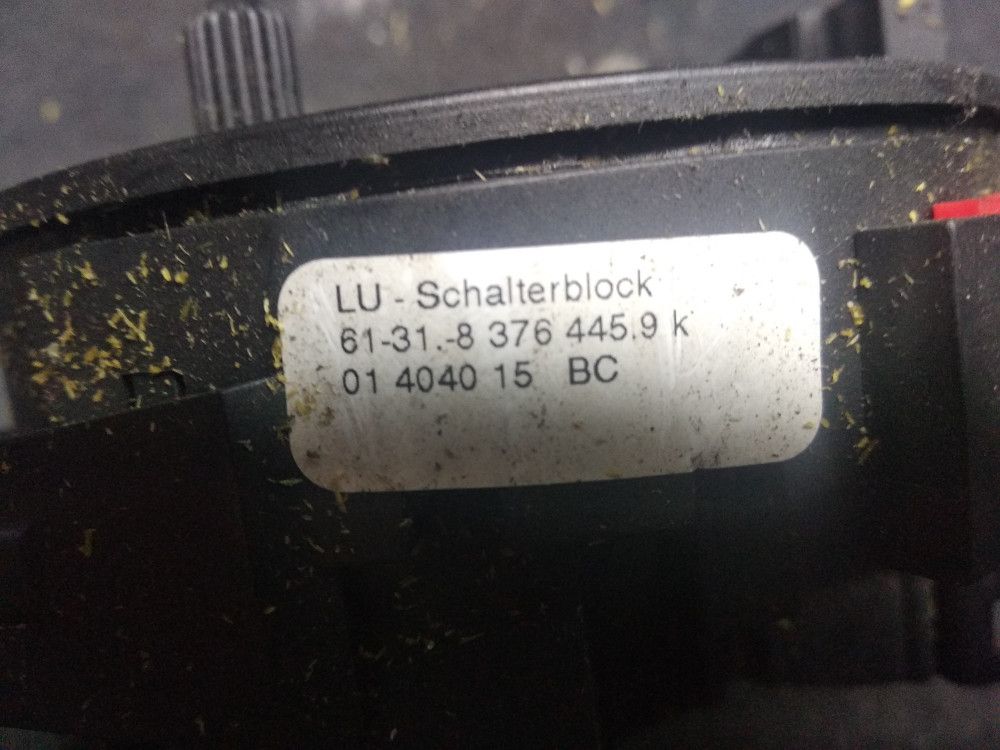 LU - Schalterblock
61-31.-8 376 445.9 k
01 4040 15 BC